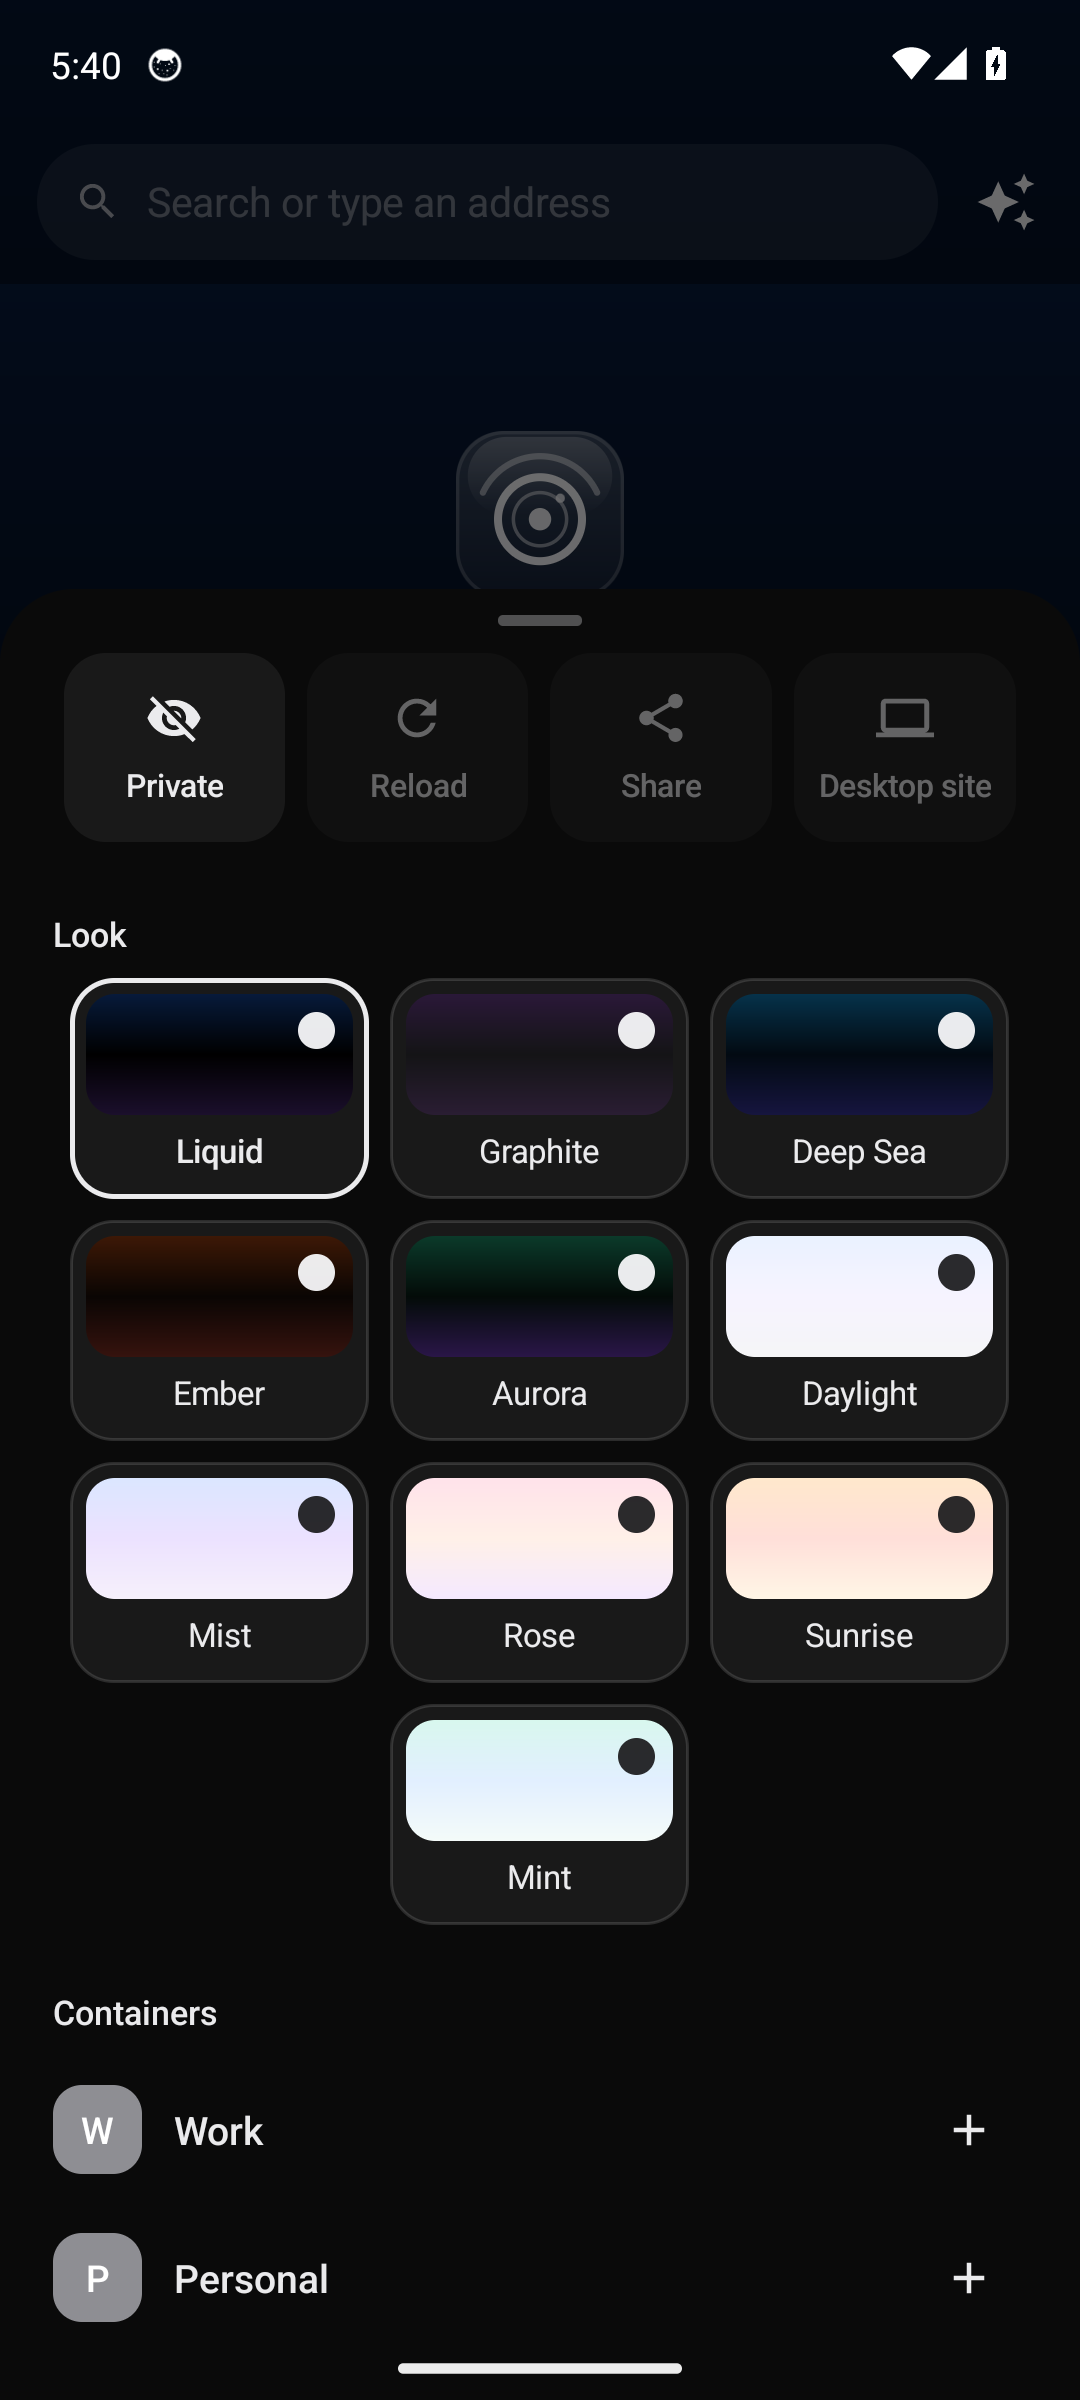 5:40
Search or type an address
Private
Reload
Share
Desktop site
Look
Liquid
Graphite
Deep Sea
Ember
Aurora
Daylight
Mist
Rose
Sunrise
Mint
Containers
W
Work
P
Personal